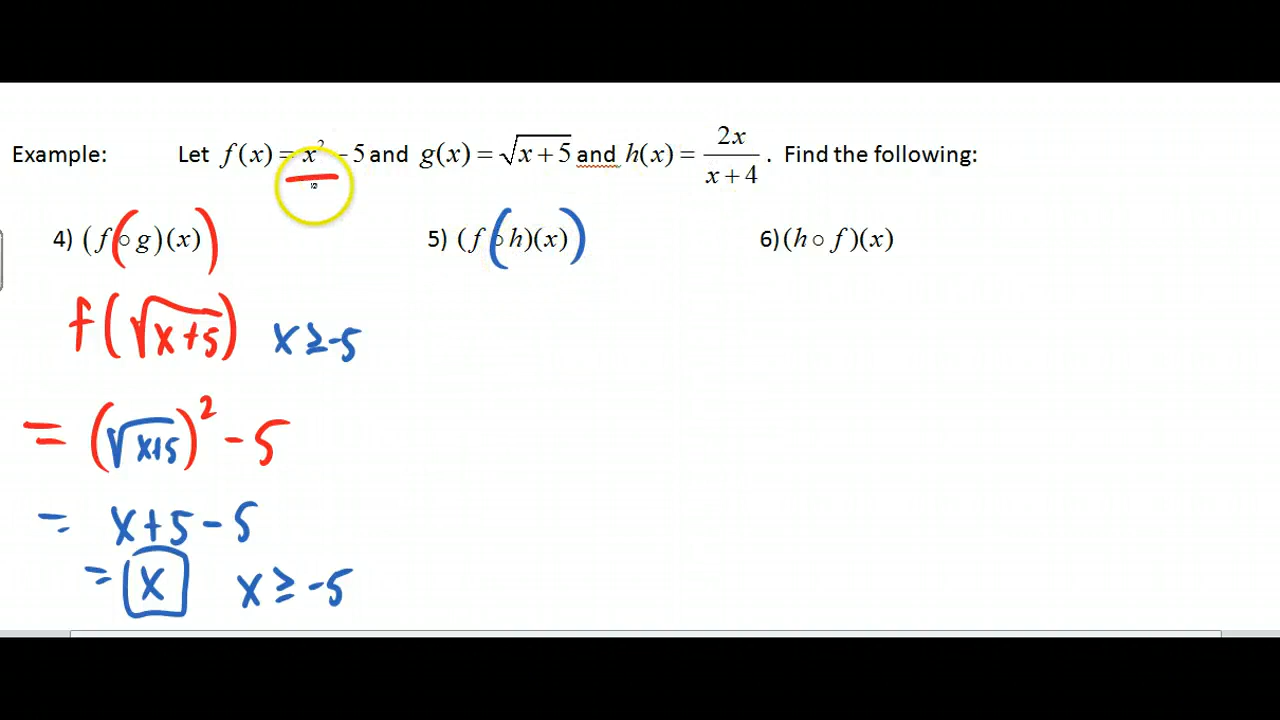 Example: Let f(x) = x² - 5 and g(x) = √(x + 5) and h(x) = 2x/(x + 4) . Find the following:
4) (f ∘ g)(x) 5) (f ∘ h)(x) 6) (h ∘ f)(x)
f(√(x+5)) x ≥ -5
= (√(x+5))² - 5
= x+5-5
= x x ≥ -5